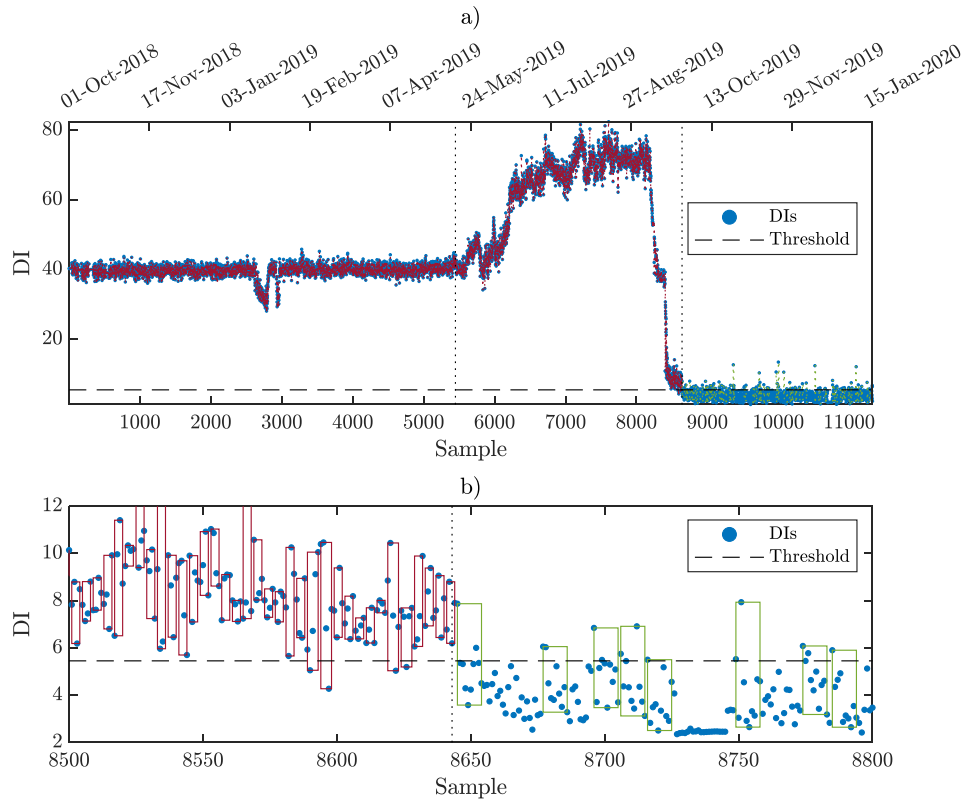 a)
01-Oct-2018 17-Nov-2018 03-Jan-2019 19-Feb-2019 07-Apr-2019 24-May-2019 11-Jul-2019 27-Aug-2019 13-Oct-2019 29-Nov-2019 15-Jan-2020
80
60
40
20
DI
DIs
Threshold
1000 2000 3000 4000 5000 6000 7000 8000 9000 10000 11000
Sample
b)
12
10
8
6
4
2
DI
DIs
Threshold
8500 8550 8600 8650 8700 8750 8800
Sample